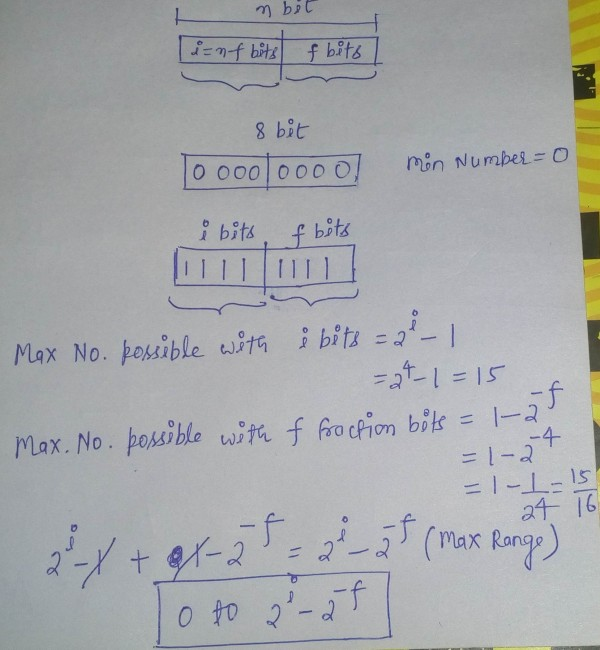 n bit
i=n-f bits f bits
8 bit
0 000 0000 Min Number = 0
i bits f bits
1111 1111
Max No. possible with i bits = 2^i - 1
= 2^4 - 1 = 15
Max. No. possible with f fraction bits = 1 - 2^-f
= 1 - 2^-4
= 1 - 1/2^4 = 15/16
2^i - 1 + 1 - 2^-f = 2^i - 2^-f (Max Range)
0 to 2^i - 2^-f